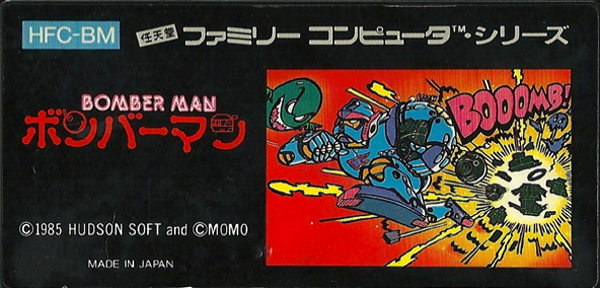 HFC-BM
任天堂 ファミリー コンピュータ™・シリーズ
BOMBER MAN
ボンバーマン
BOOOMB!
©1985 HUDSON SOFT and ©MOMO
MADE IN JAPAN